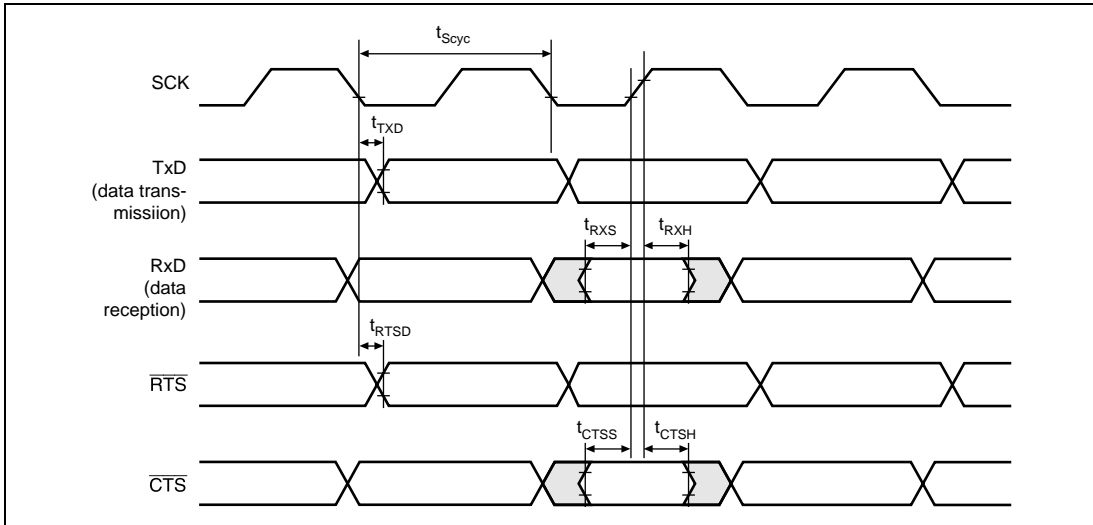 tScyc
SCK
tTXD
TxD
(data trans-
missiion)
tRXS tRXH
RxD
(data
reception)
tRTSD
RTS
tCTSS tCTSH
CTS